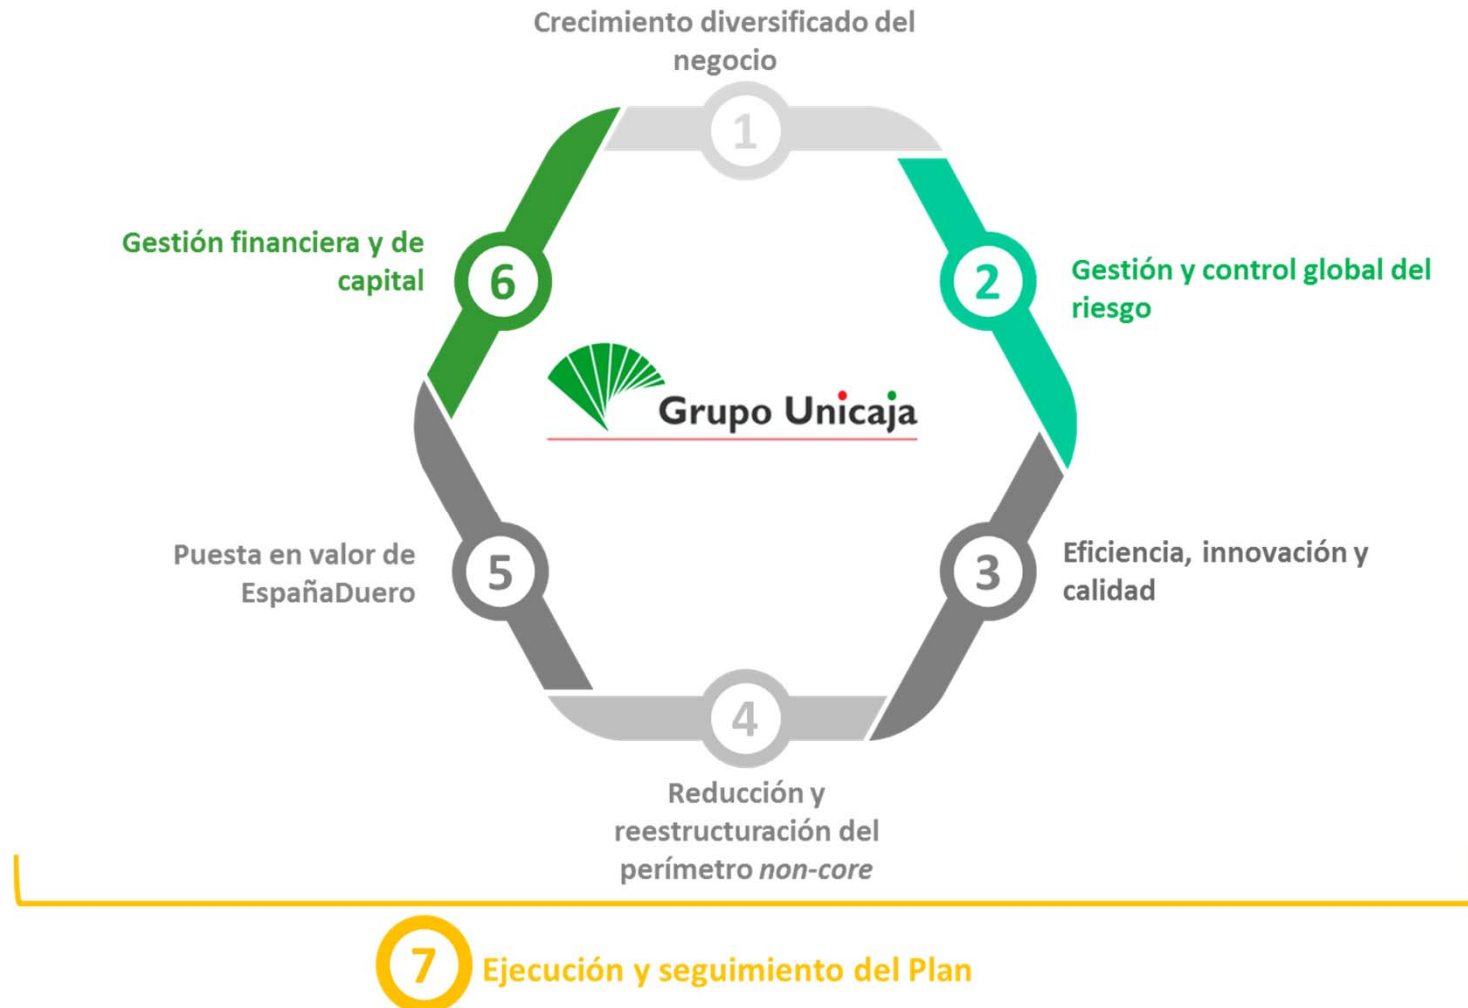 Crecimiento diversificado del
negocio
1
Gestión financiera y de
capital
6
2
Gestión y control global del
riesgo
Grupo Unicaja
Puesta en valor de
EspañaDuero
5
3
Eficiencia, innovación y
calidad
4
Reducción y
reestructuración del
perímetro non-core
7
Ejecución y seguimiento del Plan